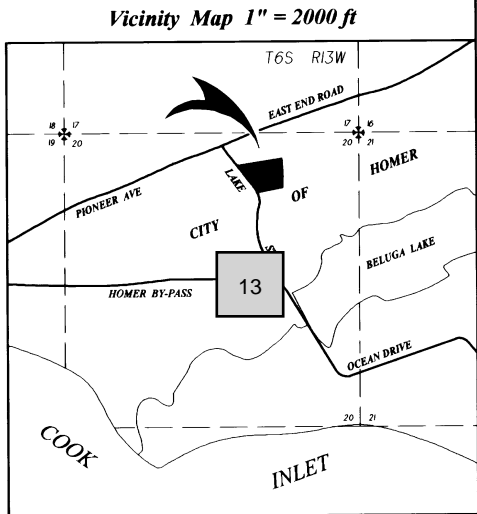 Vicinity Map 1" = 2000 ft
T6S R13W
EAST END ROAD
18 17
19 20
17 16
20 21
LAKE
HOMER
OF
PIONEER AVE
CITY
BELUGA LAKE
13
HOMER BY-PASS
OCEAN DRIVE
20 21
COOK
INLET